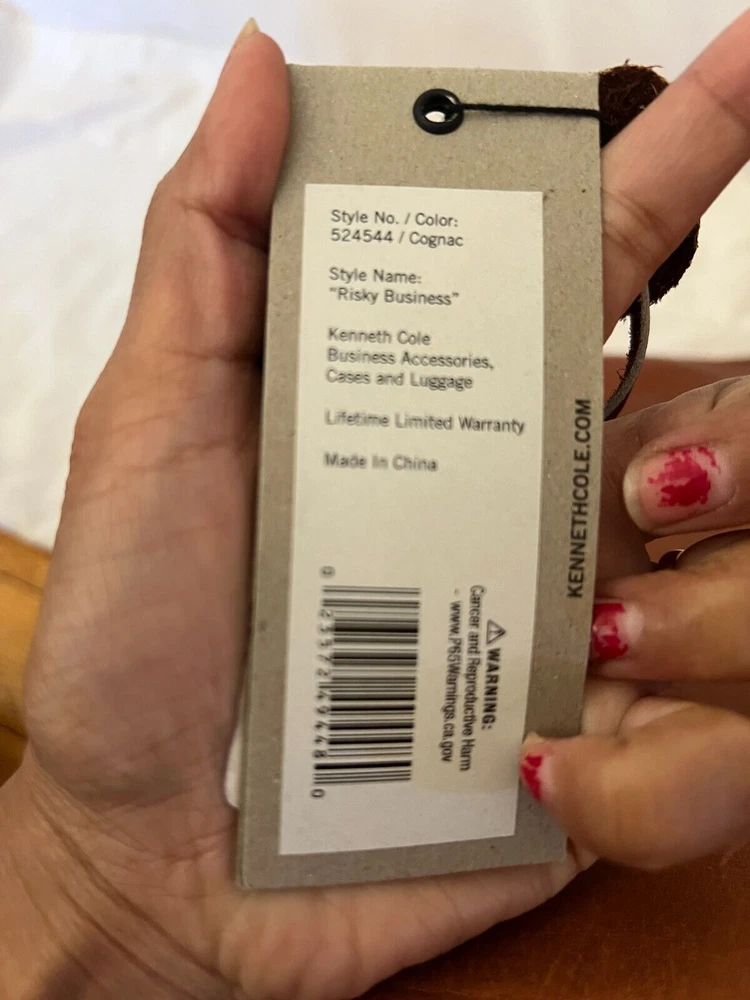 Style No. / Color:
524544 / Cognac
Style Name:
"Risky Business"
Kenneth Cole
Business Accessories,
Cases and Luggage
Lifetime Limited Warranty
Made In China
KENNETHCOLE.COM
⚠ WARNING:
Cancer and Reproductive Harm
- www.P65Warnings.ca.gov